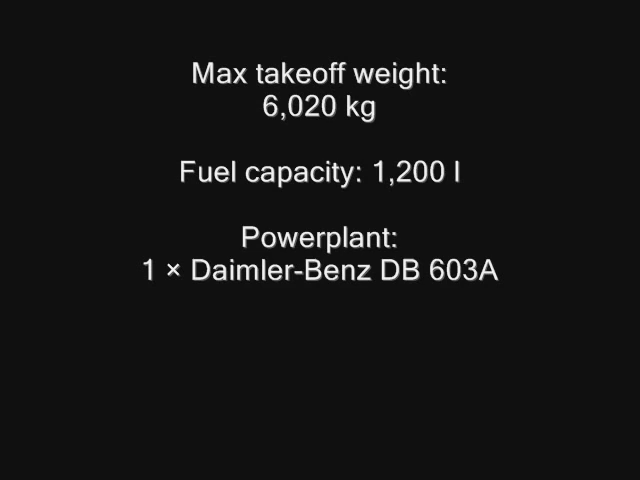 Max takeoff weight:
6,020 kg
Fuel capacity: 1,200 l
Powerplant:
1 × Daimler-Benz DB 603A